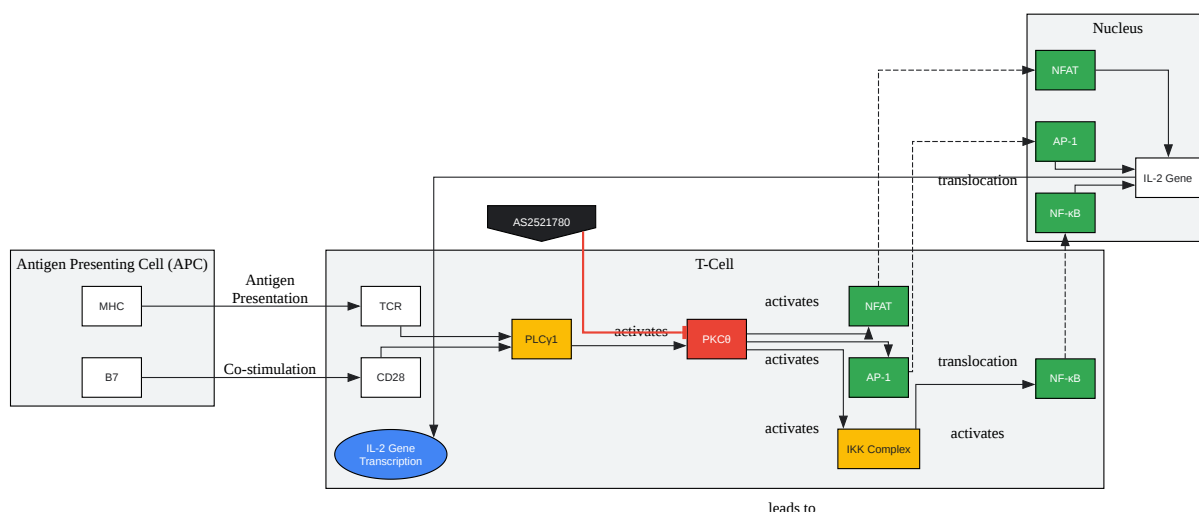 Nucleus
NFAT
AP-1
translocation
IL-2 Gene
NF-κB
AS2521780
Antigen Presenting Cell (APC)
T-Cell
MHC
Antigen
Presentation
TCR
activates
NFAT
activates
PLCγ1
PKCθ
activates
B7
Co-stimulation
CD28
AP-1
translocation
NF-κB
IL-2 Gene
Transcription
activates
IKK Complex
activates
leads to